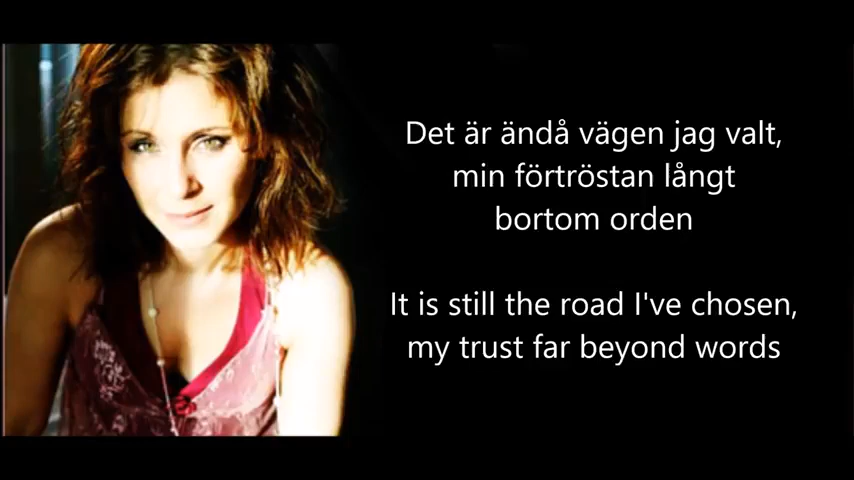 Det är ändå vägen jag valt,
min förtröstan långt
bortom orden
It is still the road I've chosen,
my trust far beyond words